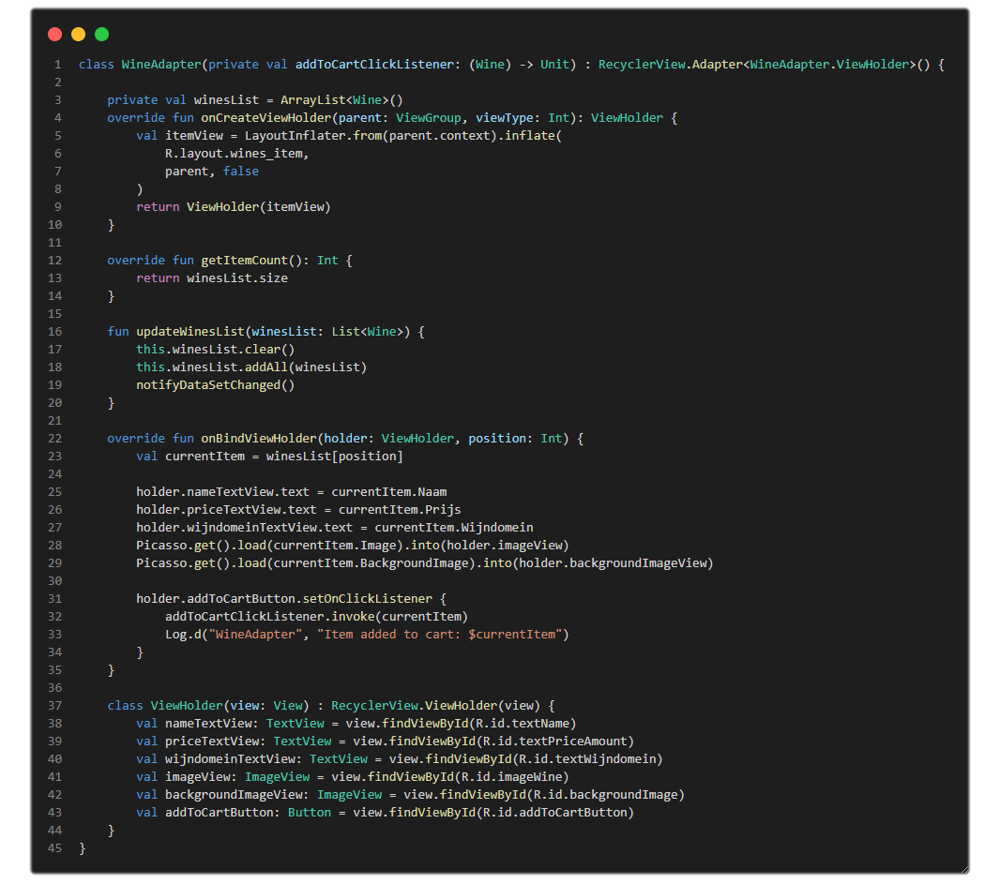 1 class WineAdapter(private val addToCartClickListener: (Wine) -> Unit) : RecyclerView.Adapter<WineAdapter.ViewHolder>() {
2
3     private val winesList = ArrayList<Wine>()
4     override fun onCreateViewHolder(parent: ViewGroup, viewType: Int): ViewHolder {
5         val itemView = LayoutInflater.from(parent.context).inflate(
6             R.layout.wines_item,
7             parent, false
8         )
9         return ViewHolder(itemView)
10     }
11
12     override fun getItemCount(): Int {
13         return winesList.size
14     }
15
16     fun updateWinesList(winesList: List<Wine>) {
17         this.winesList.clear()
18         this.winesList.addAll(winesList)
19         notifyDataSetChanged()
20     }
21
22     override fun onBindViewHolder(holder: ViewHolder, position: Int) {
23         val currentItem = winesList[position]
24
25         holder.nameTextView.text = currentItem.Naam
26         holder.priceTextView.text = currentItem.Prijs
27         holder.wijndomeinTextView.text = currentItem.Wijndomein
28         Picasso.get().load(currentItem.Image).into(holder.imageView)
29         Picasso.get().load(currentItem.BackgroundImage).into(holder.backgroundImageView)
30
31         holder.addToCartButton.setOnClickListener {
32             addToCartClickListener.invoke(currentItem)
33             Log.d("WineAdapter", "Item added to cart: $currentItem")
34         }
35     }
36
37     class ViewHolder(view: View) : RecyclerView.ViewHolder(view) {
38         val nameTextView: TextView = view.findViewById(R.id.textName)
39         val priceTextView: TextView = view.findViewById(R.id.textPriceAmount)
40         val wijndomeinTextView: TextView = view.findViewById(R.id.textWijndomein)
41         val imageView: ImageView = view.findViewById(R.id.imageWine)
42         val backgroundImageView: ImageView = view.findViewById(R.id.backgroundImage)
43         val addToCartButton: Button = view.findViewById(R.id.addToCartButton)
44     }
45 }